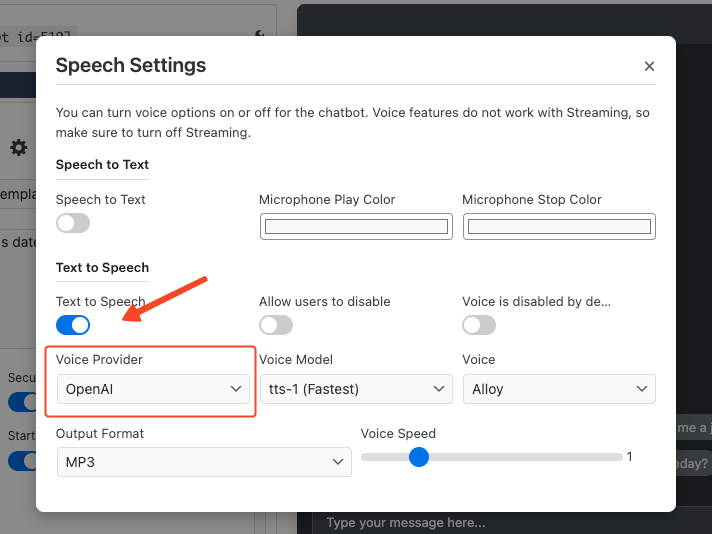 id=5197
Speech Settings
×
You can turn voice options on or off for the chatbot. Voice features do not work with Streaming, so
make sure to turn off Streaming.
Speech to Text
Speech to Text
Microphone Play Color
Microphone Stop Color
Text to Speech
Text to Speech
Allow users to disable
Voice is disabled by de...
Voice Provider
Voice Model
Voice
OpenAI
tts-1 (Fastest)
Alloy
Output Format
Voice Speed
MP3
1
Secu
Start
me a j
oday?
Type your message here...